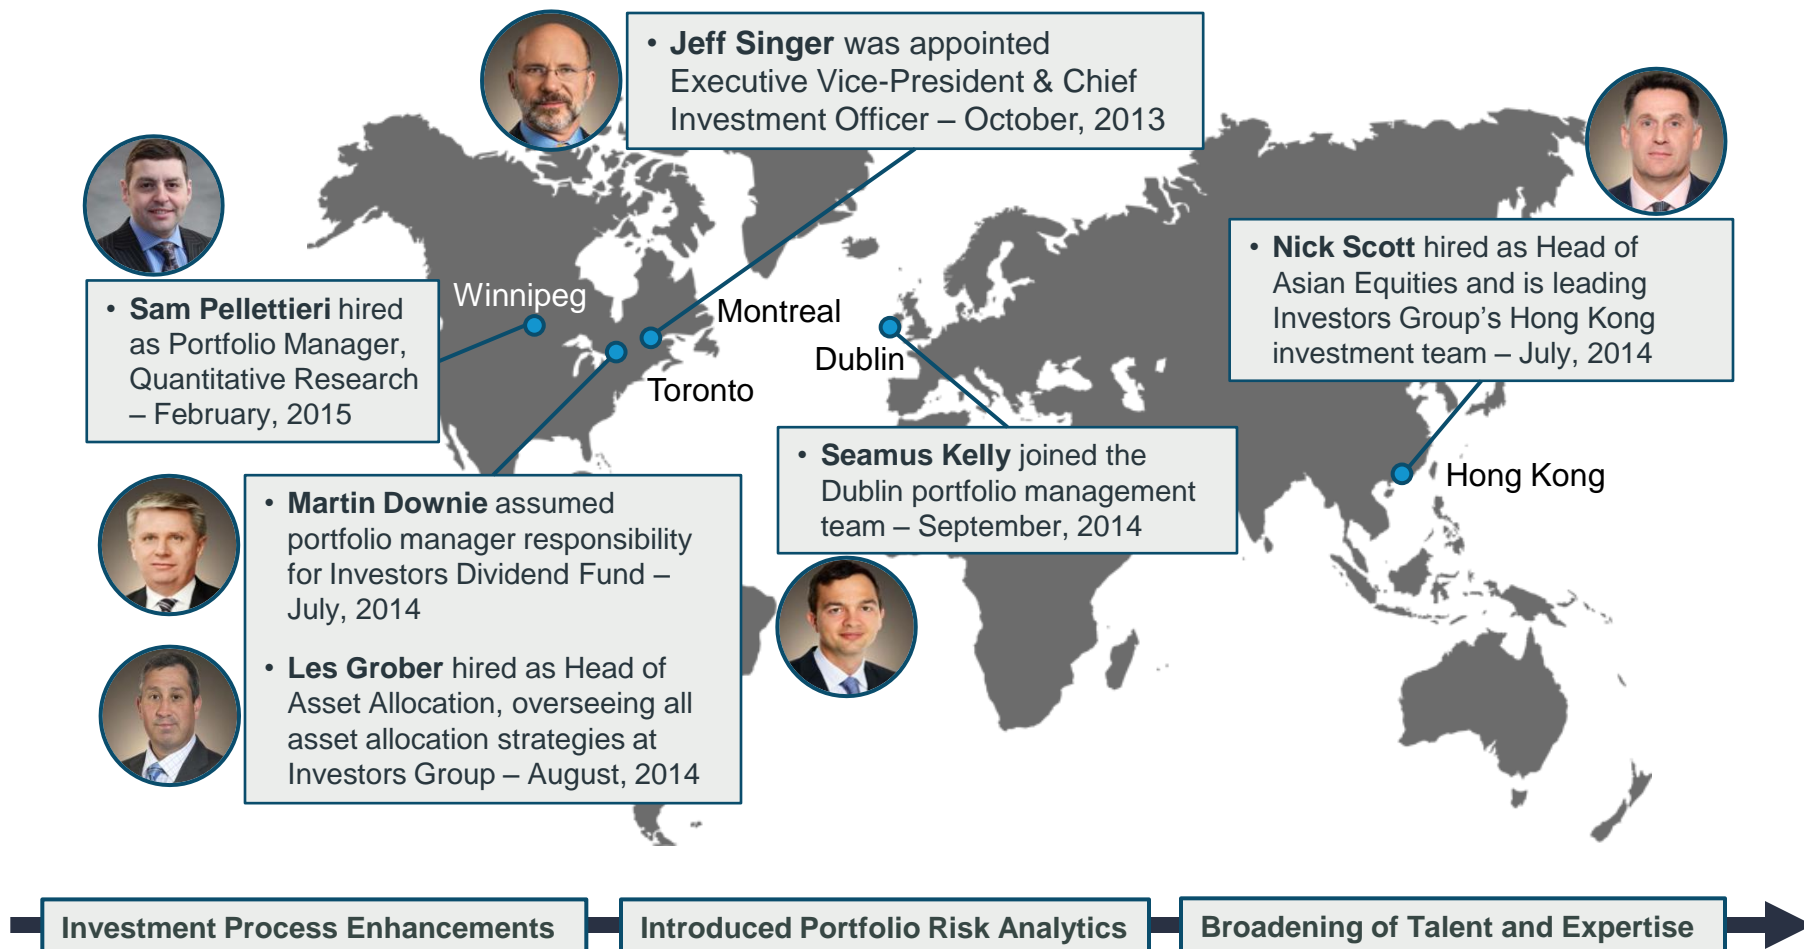 • Jeff Singer was appointed
Executive Vice-President & Chief
Investment Officer – October, 2013
• Nick Scott hired as Head of
Asian Equities and is leading
Investors Group’s Hong Kong
investment team – July, 2014
• Sam Pellettieri hired
as Portfolio Manager,
Quantitative Research
– February, 2015
Winnipeg
Montreal
Toronto
Dublin
Hong Kong
• Seamus Kelly joined the
Dublin portfolio management
team – September, 2014
• Martin Downie assumed
portfolio manager responsibility
for Investors Dividend Fund –
July, 2014
• Les Grober hired as Head of
Asset Allocation, overseeing all
asset allocation strategies at
Investors Group – August, 2014
Investment Process Enhancements
Introduced Portfolio Risk Analytics
Broadening of Talent and Expertise